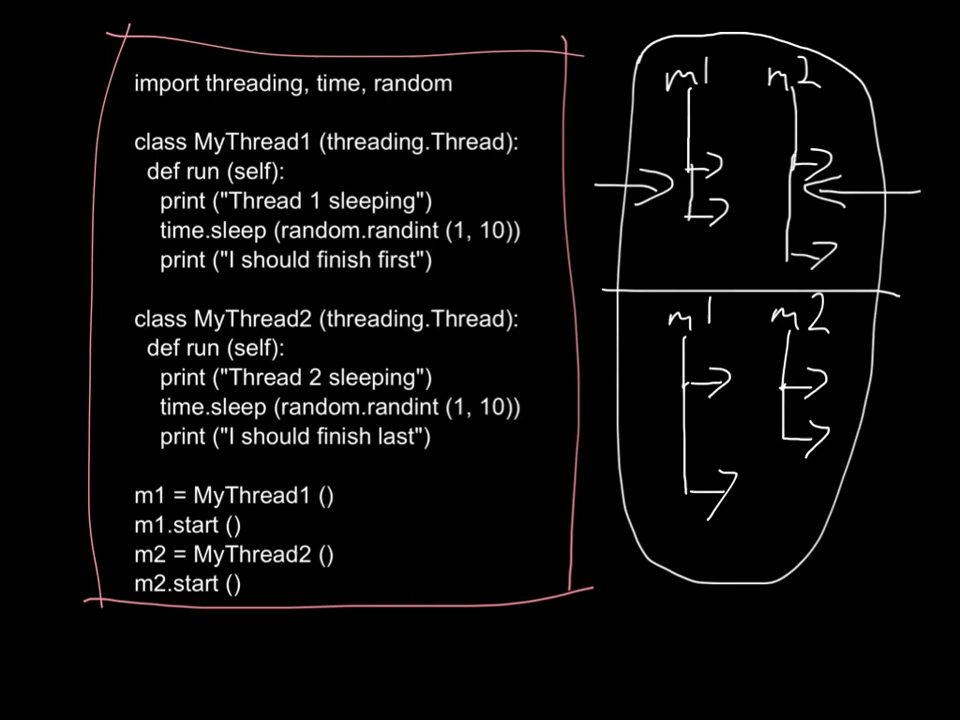 import threading, time, random
class MyThread1 (threading.Thread):
def run (self):
print ("Thread 1 sleeping")
time.sleep (random.randint (1, 10))
print ("I should finish first")
class MyThread2 (threading.Thread):
def run (self):
print ("Thread 2 sleeping")
time.sleep (random.randint (1, 10))
print ("I should finish last")
m1 = MyThread1 ()
m1.start ()
m2 = MyThread2 ()
m2.start ()
m1 m2
m1 m2